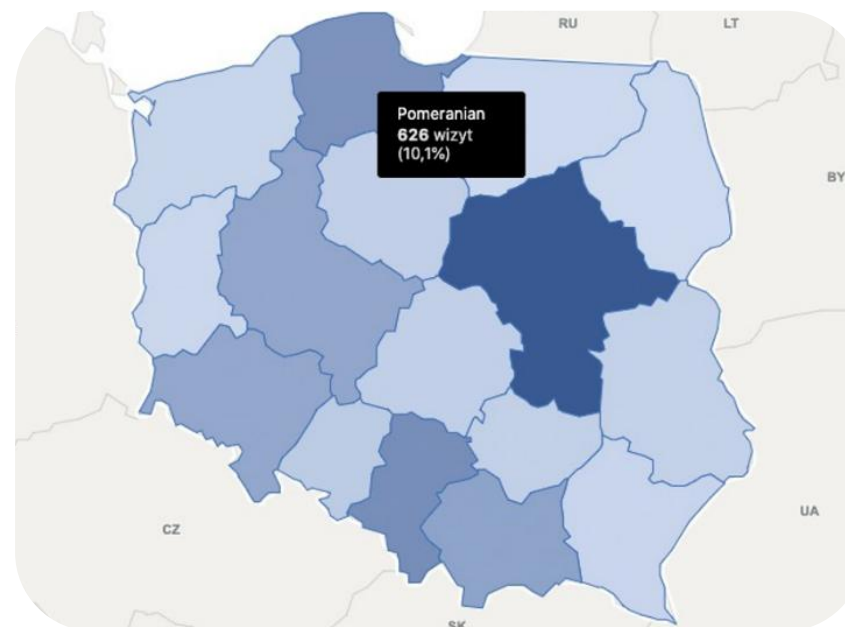 RU
LT
Pomeranian
626 wizyt
(10,1%)
BY
UA
CZ
SK